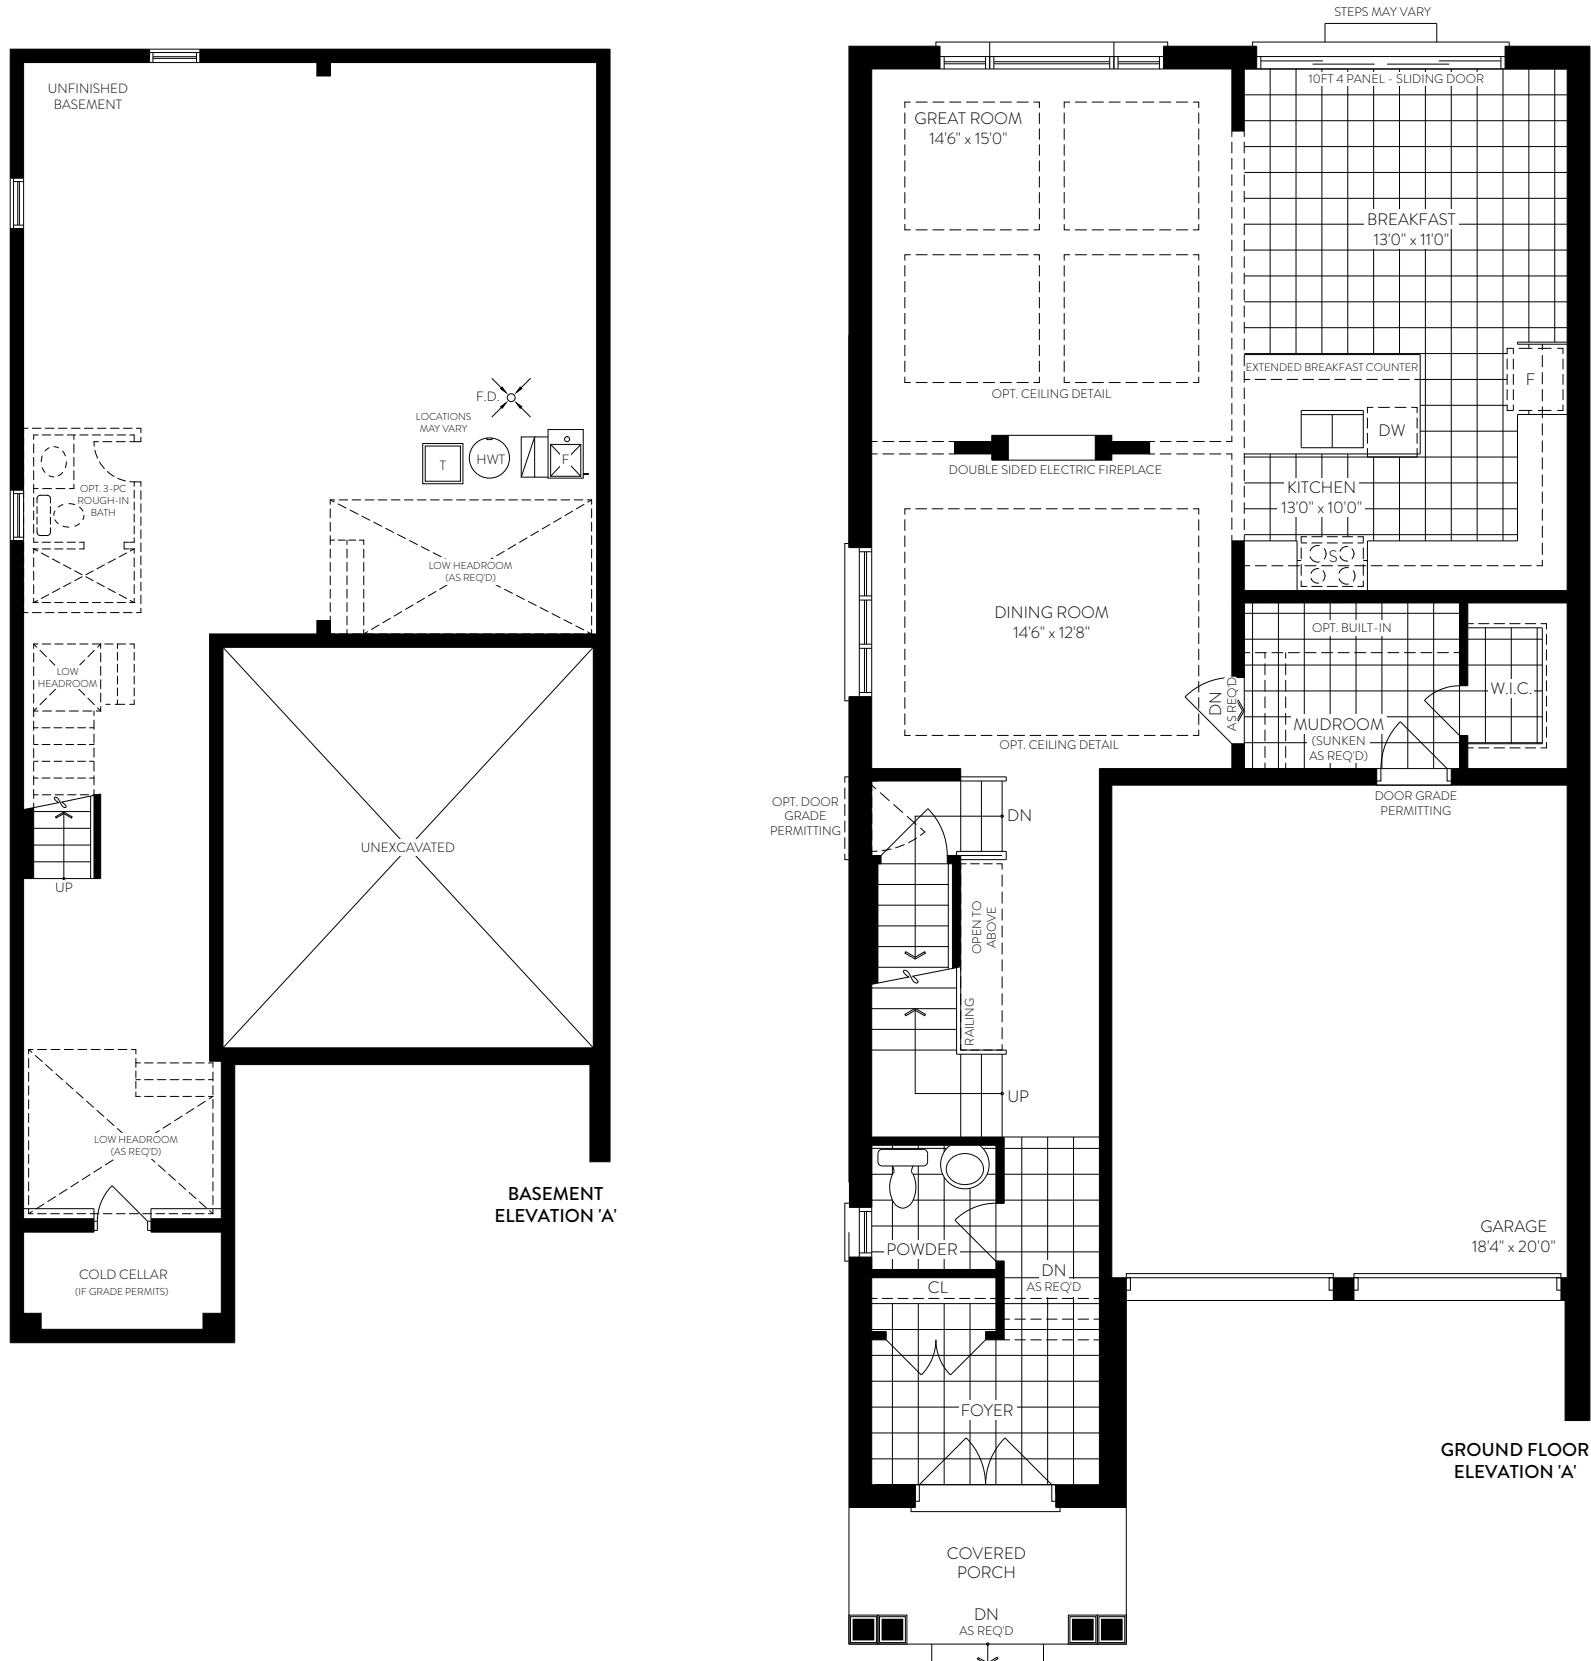 UNFINISHED
BASEMENT
F.D.
LOCATIONS
MAY VARY
T
HWT
F
OPT. 3-PC
ROUGH-IN
BATH
LOW HEADROOM
(AS REQ'D)
LOW
HEADROOM
UP
UNEXCAVATED
LOW HEADROOM
(AS REQ'D)
COLD CELLAR
(IF GRADE PERMITS)
BASEMENT
ELEVATION 'A'
STEPS MAY VARY
10FT 4 PANEL - SLIDING DOOR
GREAT ROOM
14'6" x 15'0"
BREAKFAST
13'0" x 11'0"
EXTENDED BREAKFAST COUNTER
F
OPT. CEILING DETAIL
DW
DOUBLE SIDED ELECTRIC FIREPLACE
KITCHEN
13'0" x 10'0"
S
DINING ROOM
14'6" x 12'8"
OPT. BUILT-IN
W.I.C.
DN
AS REQ'D
MUDROOM
(SUNKEN
AS REQ'D)
OPT. CEILING DETAIL
DOOR GRADE
PERMITTING
OPT. DOOR
GRADE
PERMITTING
DN
OPEN TO
ABOVE
RAILING
UP
POWDER
DN
AS REQ'D
CL
GARAGE
18'4" x 20'0"
FOYER
GROUND FLOOR
ELEVATION 'A'
COVERED
PORCH
DN
AS REQ'D